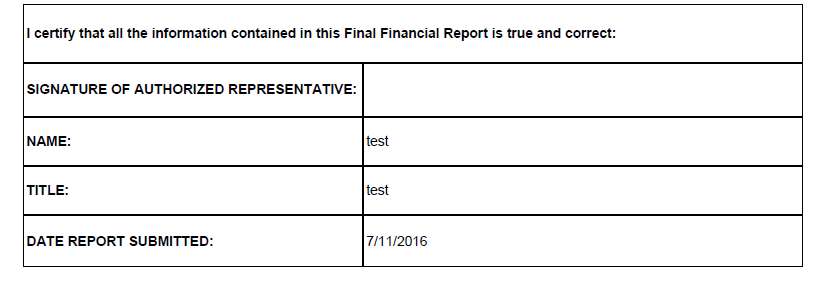 I certify that all the information contained in this Final Financial Report is true and correct:
SIGNATURE OF AUTHORIZED REPRESENTATIVE:
NAME: test
TITLE: test
DATE REPORT SUBMITTED: 7/11/2016